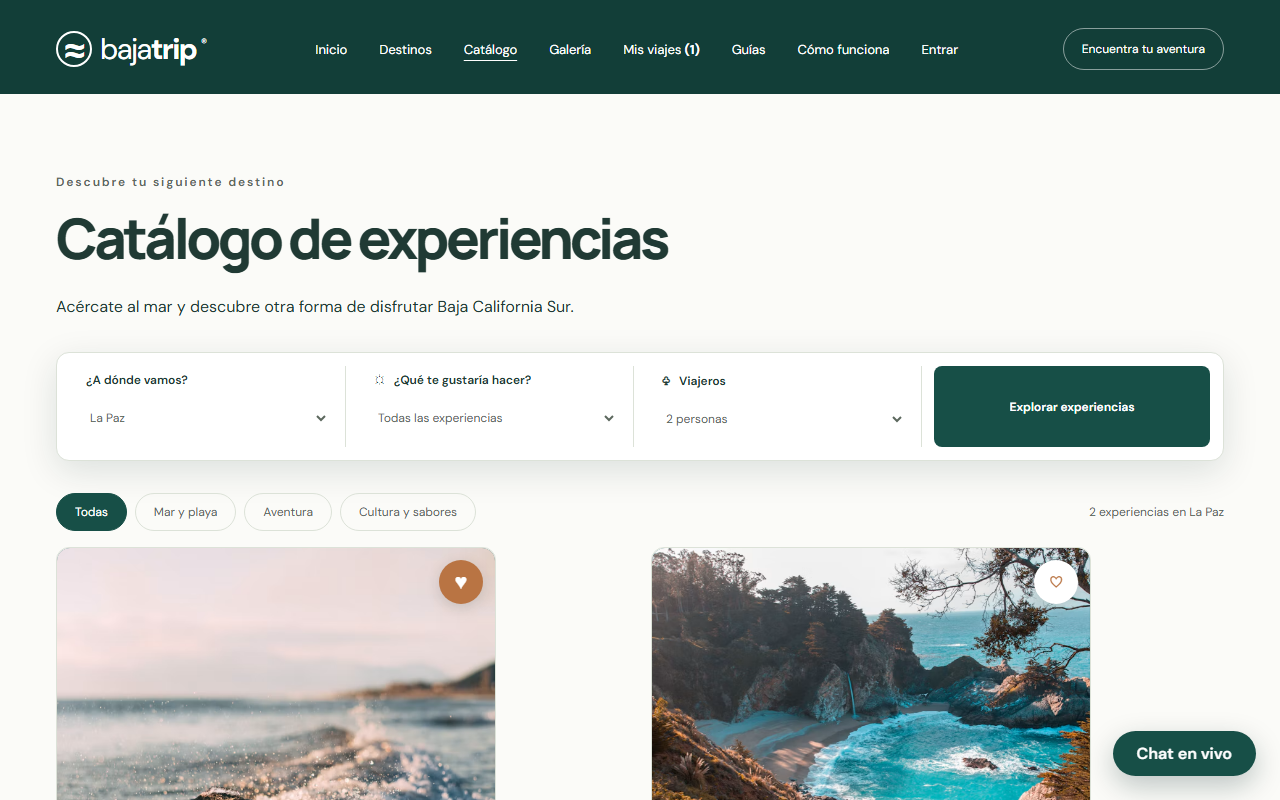 bajatrip®
Inicio
Destinos
Catálogo
Galería
Mis viajes (1)
Guías
Cómo funciona
Entrar
Encuentra tu aventura
Descubre tu siguiente destino
Catálogo de experiencias
Acércate al mar y descubre otra forma de disfrutar Baja California Sur.
¿A dónde vamos?
La Paz
¿Qué te gustaría hacer?
Todas las experiencias
Viajeros
2 personas
Explorar experiencias
Todas
Mar y playa
Aventura
Cultura y sabores
2 experiencias en La Paz
Chat en vivo